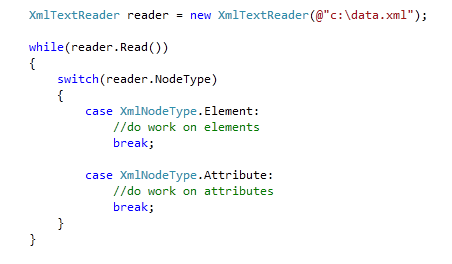 XmlTextReader reader = new XmlTextReader(@"c:\data.xml");
while(reader.Read())
{
switch(reader.NodeType)
{
case XmlNodeType.Element:
//do work on elements
break;
case XmlNodeType.Attribute:
//do work on attributes
break;
}
}